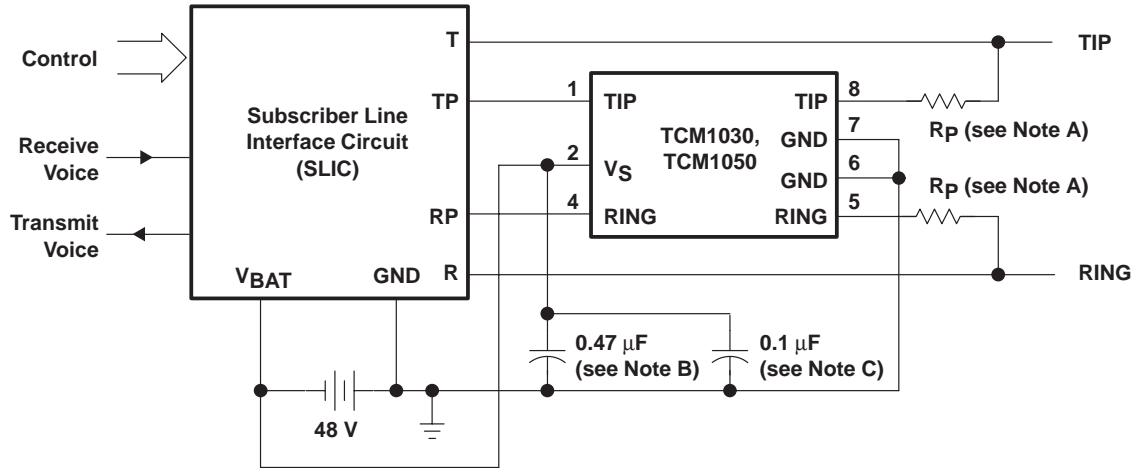 T
TIP
Control
Subscriber Line
Interface Circuit
(SLIC)
TP
1
TIP
TCM1030,
TCM1050
TIP
8
RP (see Note A)
GND
7
Receive
Voice
2
VS
GND
6
RP (see Note A)
RP
4
RING
RING
5
Transmit
Voice
VBAT
GND
R
RING
0.47 μF
(see Note B)
0.1 μF
(see Note C)
48 V